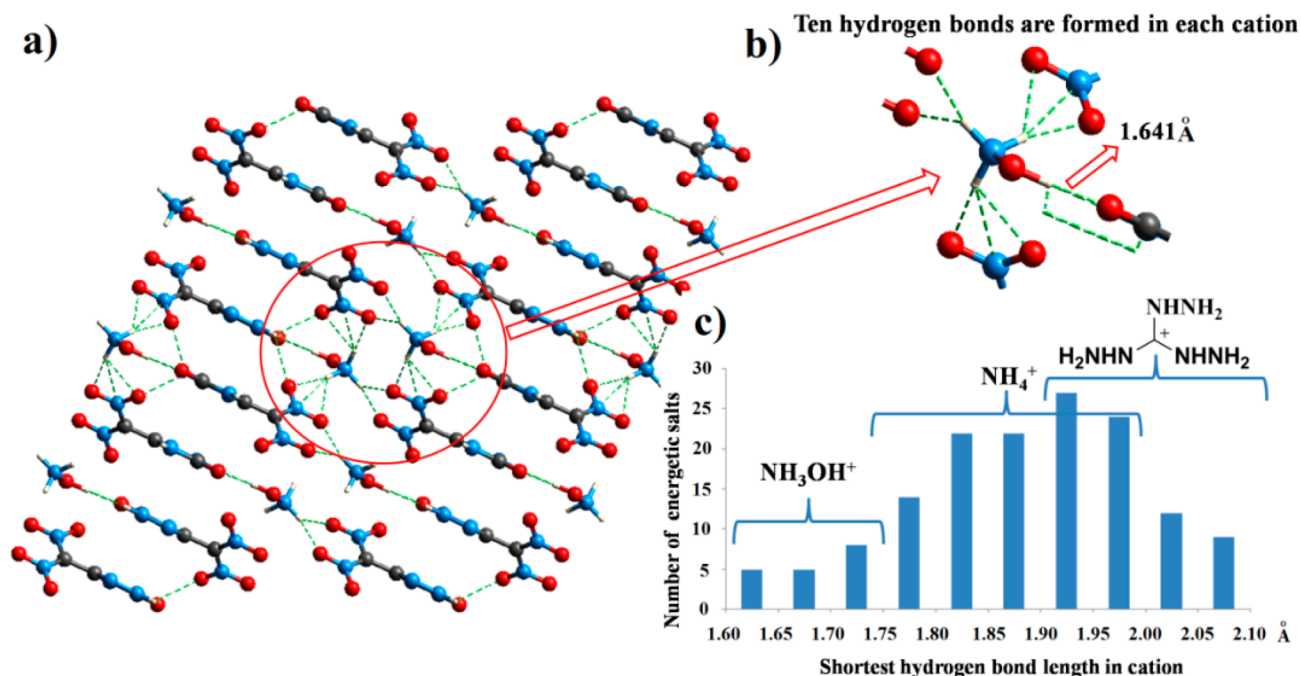 a)
b)
Ten hydrogen bonds are formed in each cation
1.641Å
c)
NHNH₂
+
H₂NHN NHNH₂
NH₄⁺
NH₃OH⁺
Number of energetic salts
30
25
20
15
10
5
0
1.60 1.65 1.70 1.75 1.80 1.85 1.90 1.95 2.00 2.05 2.10 Å
Shortest hydrogen bond length in cation